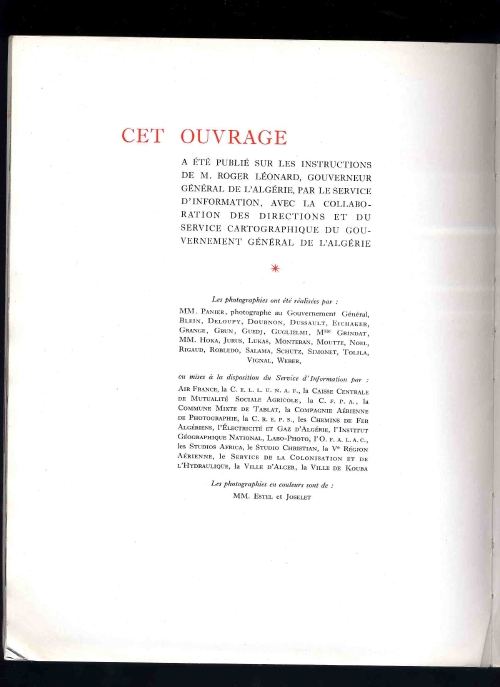 CET OUVRAGE
A ÉTÉ PUBLIÉ SUR LES INSTRUCTIONS
DE M. ROGER LÉONARD, GOUVERNEUR
GÉNÉRAL DE L'ALGÉRIE, PAR LE SERVICE
D'INFORMATION, AVEC LA COLLABO-
RATION DES DIRECTIONS ET DU
SERVICE CARTOGRAPHIQUE DU GOU-
VERNEMENT GÉNÉRAL DE L'ALGÉRIE
*
Les photographies ont été réalisées par :
MM. PANIER, photographe au Gouvernement Général,
BLEIN, DELOUPY, DOURNON, DUSSAULT, EICHAKER,
GRANGE, GRUN, GUEDJ, GUGLIELMI, Mme GRINDAT,
MM. HOKA, JURUS, LUKAS, MONTEBAN, MOUTTE, NOEL,
RIGAUD, ROBLEDO, SALAMA, SCHUTZ, SIMONET, TOLILA,
VIGNAL, WEBER,
ou mises à la disposition du Service d'Information par :
AIR FRANCE, la C. E. L. L. U. N. A. F., la CAISSE CENTRALE
DE MUTUALITÉ SOCIALE AGRICOLE, la C. F. P. A., la
COMMUNE MIXTE DE TABLAT, la COMPAGNIE AÉRIENNE
DE PHOTOGRAPHIE, la C. R. E. P. S., les CHEMINS DE FER
ALGÉRIENS, l'ÉLECTRICITÉ ET GAZ D'ALGÉRIE, l'INSTITUT
GÉOGRAPHIQUE NATIONAL, LABO-PHOTO, l'O. F. A. L. A. C.,
les STUDIOS AFRICA, le STUDIO CHRISTIAN, la Ve RÉGION
AÉRIENNE, le SERVICE DE LA COLONISATION ET DE
L'HYDRAULIQUE, la VILLE D'ALGER, la VILLE DE KOUBA
Les photographies en couleurs sont de :
MM. ESTEL et JOSELET